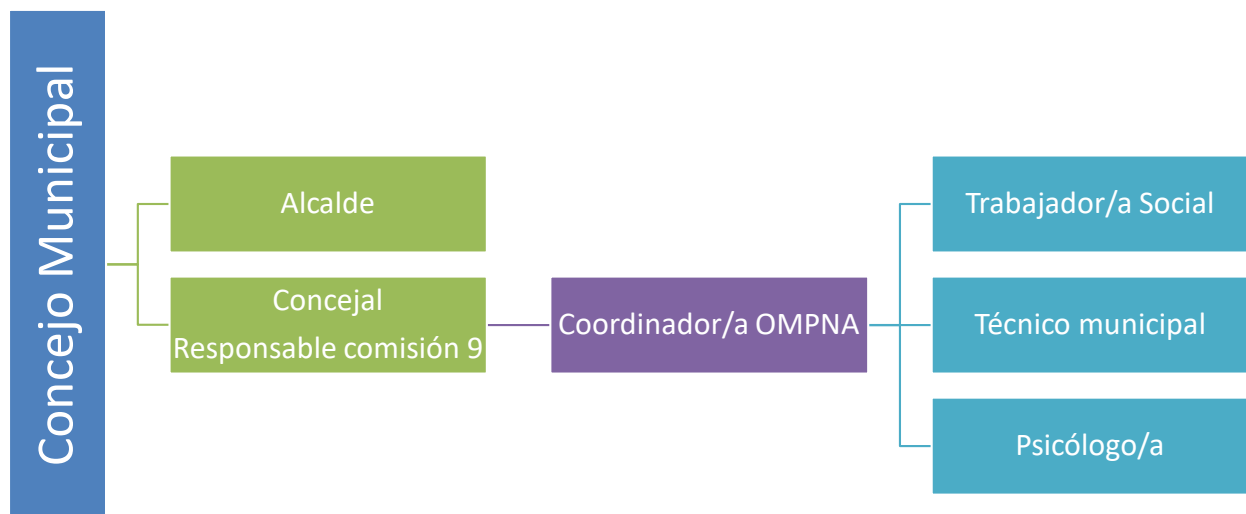 Concejo Municipal
Alcalde
Concejal
Responsable comisión 9
Coordinador/a OMPNA
Trabajador/a Social
Técnico municipal
Psicólogo/a